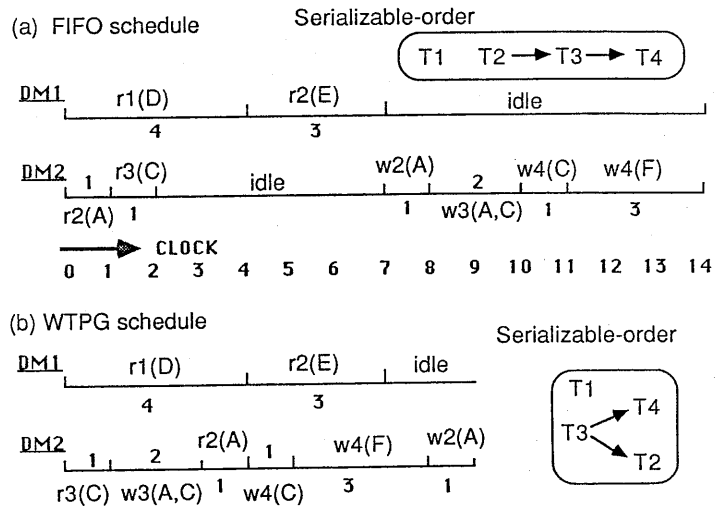 (a) FIFO schedule
Serializable-order
T1 T2 T3 T4
DM1 r1(D) r2(E) idle
4 3
DM2 1 r3(C) idle w2(A) 2 w4(C) w4(F)
r2(A) 1 1 w3(A,C) 1 3
CLOCK
0 1 2 3 4 5 6 7 8 9 10 11 12 13 14
(b) WTPG schedule
Serializable-order
DM1 r1(D) r2(E) idle
4 3
DM2 1 2 r2(A) 1 w4(F) w2(A)
r3(C) w3(A,C) 1 w4(C) 3 1
T1
T3 T4
T2